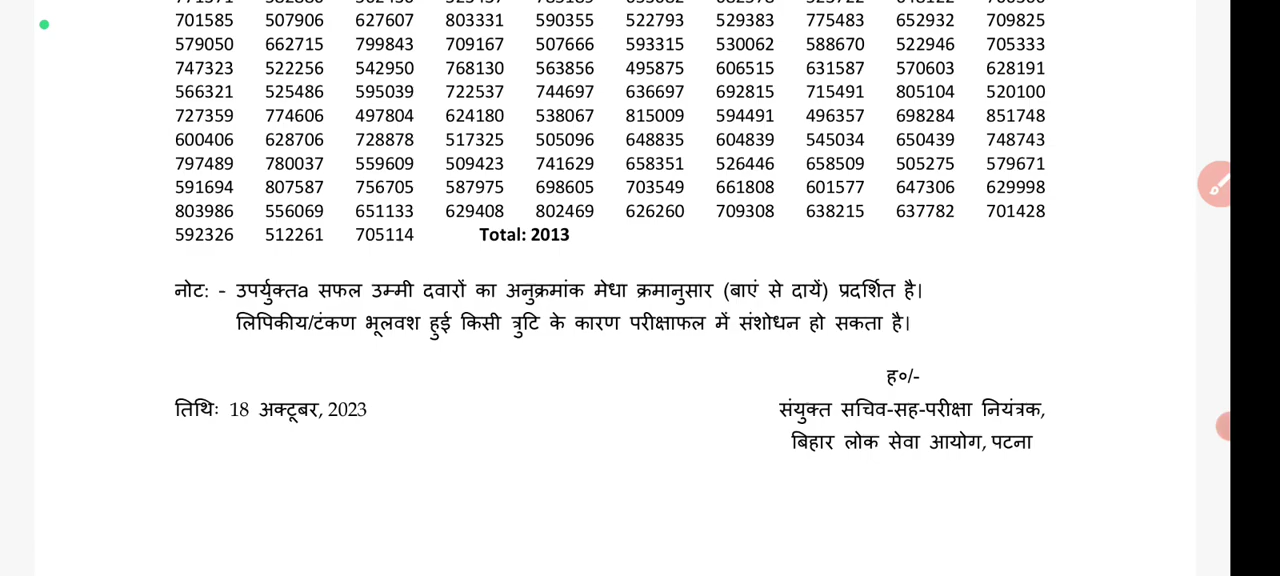 701585 507906 627607 803331 590355 522793 529383 775483 652932 709825
579050 662715 799843 709167 507666 593315 530062 588670 522946 705333
747323 522256 542950 768130 563856 495875 606515 631587 570603 628191
566321 525486 595039 722537 744697 636697 692815 715491 805104 520100
727359 774606 497804 624180 538067 815009 594491 496357 698284 851748
600406 628706 728878 517325 505096 648835 604839 545034 650439 748743
797489 780037 559609 509423 741629 658351 526446 658509 505275 579671
591694 807587 756705 587975 698605 703549 661808 601577 647306 629998
803986 556069 651133 629408 802469 626260 709308 638215 637782 701428
592326 512261 705114 Total: 2013
नोट: - उपर्युक्तa सफल उम्मी दवारों का अनुक्रमांक मेधा क्रमानुसार (बाएं से दायें) प्रदर्शित है।
लिपिकीय/टंकण भूलवश हुई किसी त्रुटि के कारण परीक्षाफल में संशोधन हो सकता है।
ह०/-
तिथिः 18 अक्टूबर, 2023 संयुक्त सचिव-सह-परीक्षा नियंत्रक,
बिहार लोक सेवा आयोग, पटना